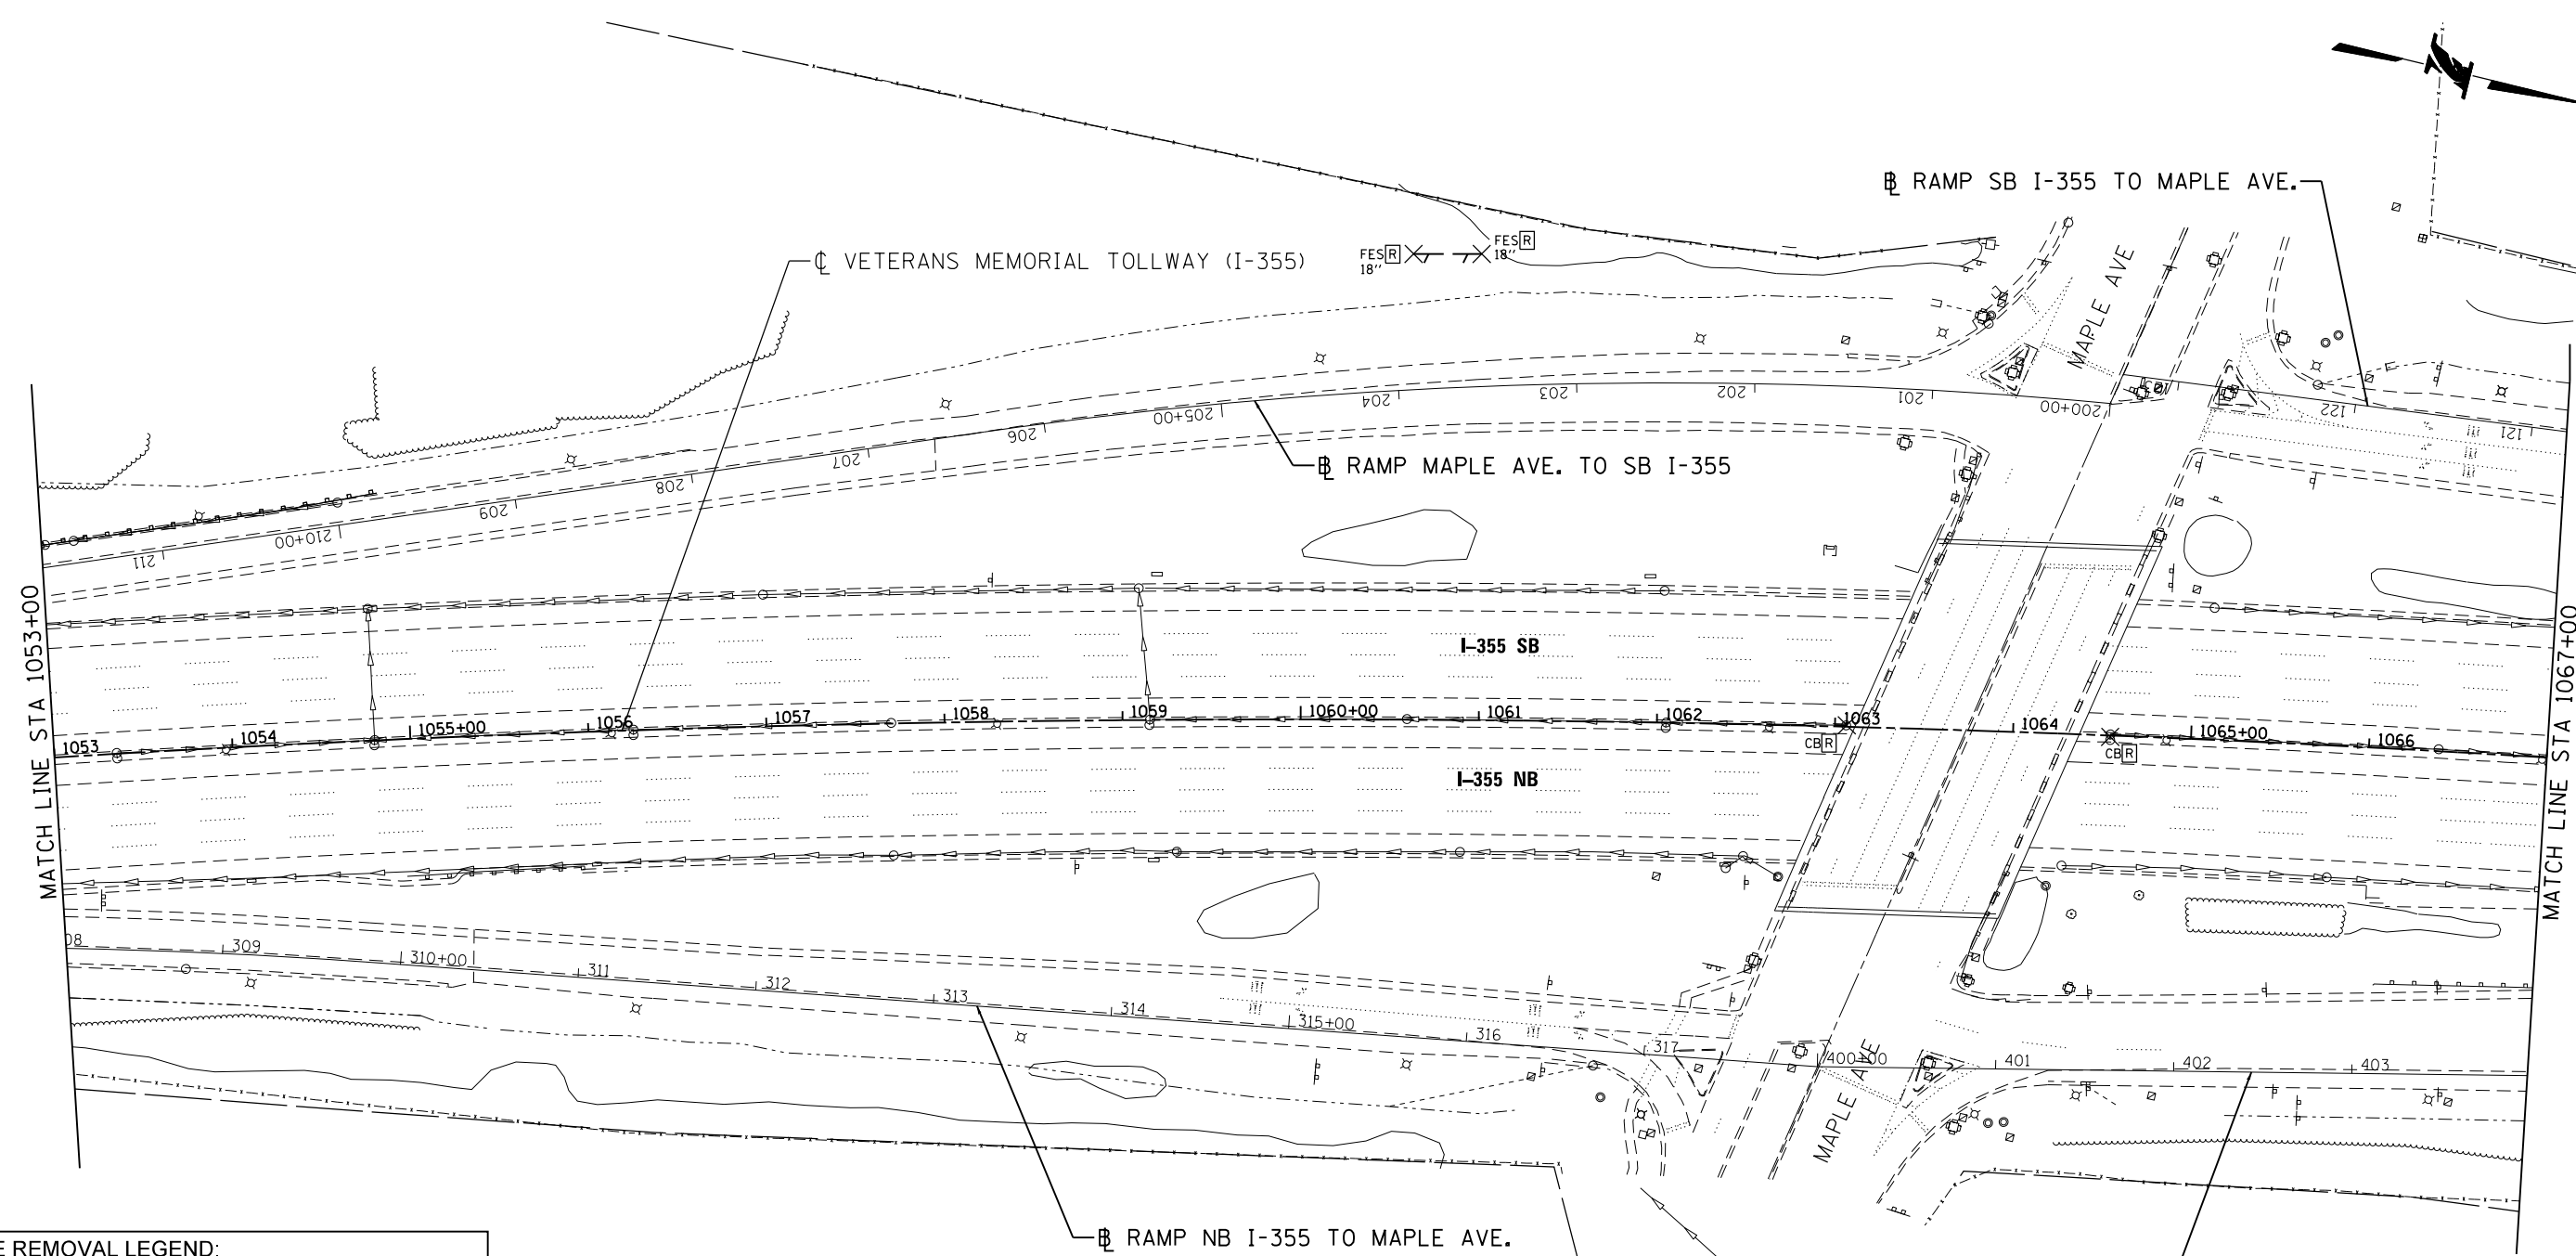 ℄ VETERANS MEMORIAL TOLLWAY (I-355)
FES R
18"
FES R
18"
B̲L RAMP SB I-355 TO MAPLE AVE.
MAPLE AVE
122
121
211
210+00
209
208
207
206
205+00
204
203
202
201
200+00
BL RAMP MAPLE AVE. TO SB I-355
MATCH LINE STA 1053+00
MATCH LINE STA 1067+00
I-355 SB
1053
1054
1055+00
1056
1057
1058
1059
1060+00
1061
1062
1063
1064
1065+00
1066
CB R
CB R
I-355 NB
08
309
310+00
311
312
313
314
315+00
316
317
400+00
401
402
403
MAPLE AVE
BL RAMP NB I-355 TO MAPLE AVE.
E REMOVAL LEGEND: